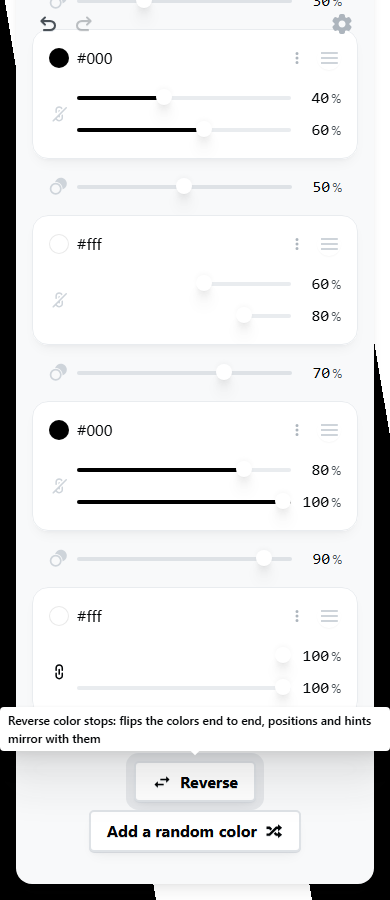 50%
#000
40%
60%
50%
#fff
60%
80%
70%
#000
80%
100%
90%
#fff
100%
100%
Reverse color stops: flips the colors end to end, positions and hints
mirror with them
Reverse
Add a random color